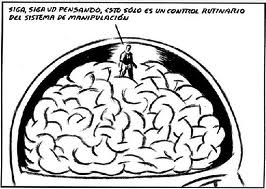 SIGA, SIGA UD PENSANDO, ESTO SÓLO ES UN CONTROL RUTINARIO
DEL SISTEMA DE MANIPULACIÓN